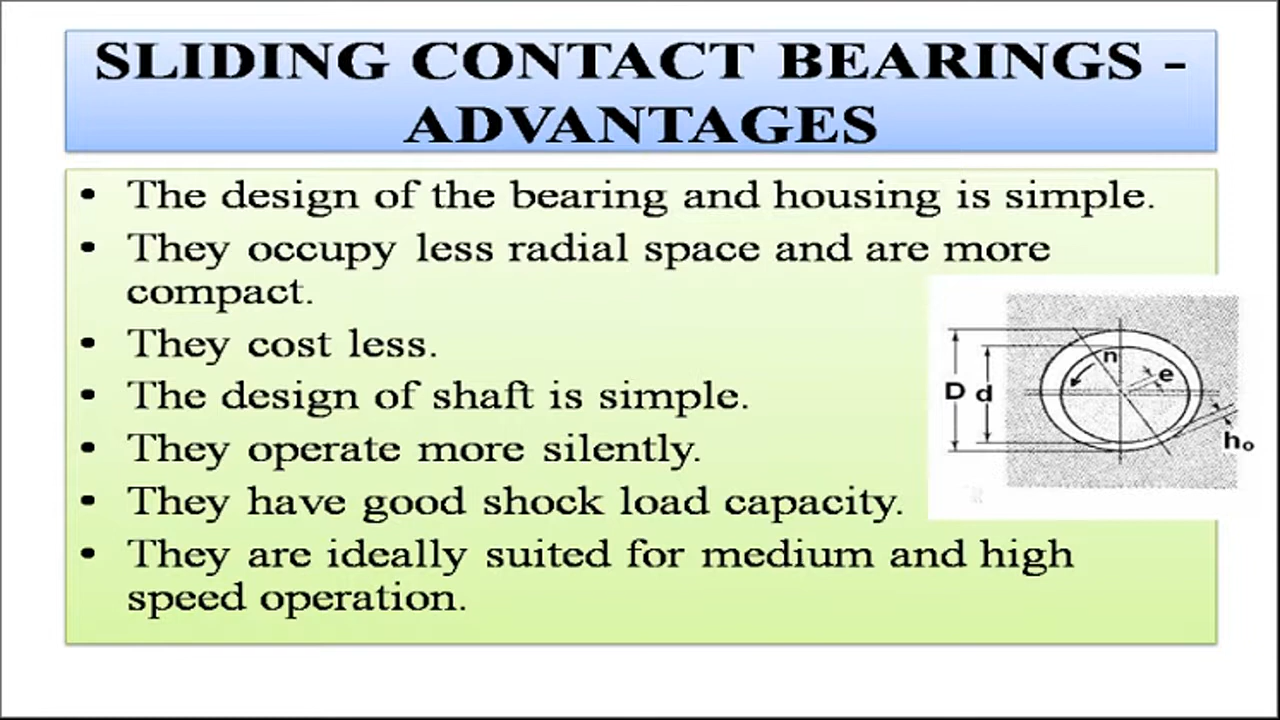 SLIDING CONTACT BEARINGS -
ADVANTAGES
• The design of the bearing and housing is simple.
• They occupy less radial space and are more
compact.
• They cost less.
• The design of shaft is simple.
• They operate more silently.
• They have good shock load capacity.
• They are ideally suited for medium and high
speed operation.
n
e
D d
ho